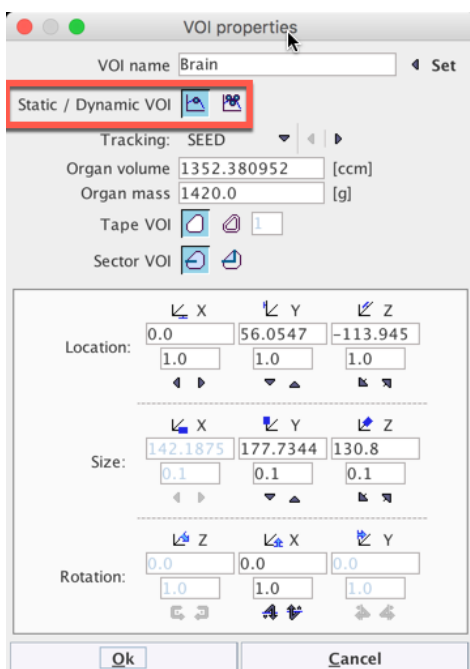 VOI properties
VOI name Brain Set
Static / Dynamic VOI
Tracking: SEED
Organ volume 1352.380952 [ccm]
Organ mass 1420.0 [g]
Tape VOI 1
Sector VOI
X Y Z
Location: 0.0 56.0547 -113.945
1.0 1.0 1.0
X Y Z
Size: 142.1875 177.7344 130.8
0.1 0.1 0.1
Z X Y
Rotation: 0.0 0.0 0.0
1.0 1.0 1.0
Ok Cancel